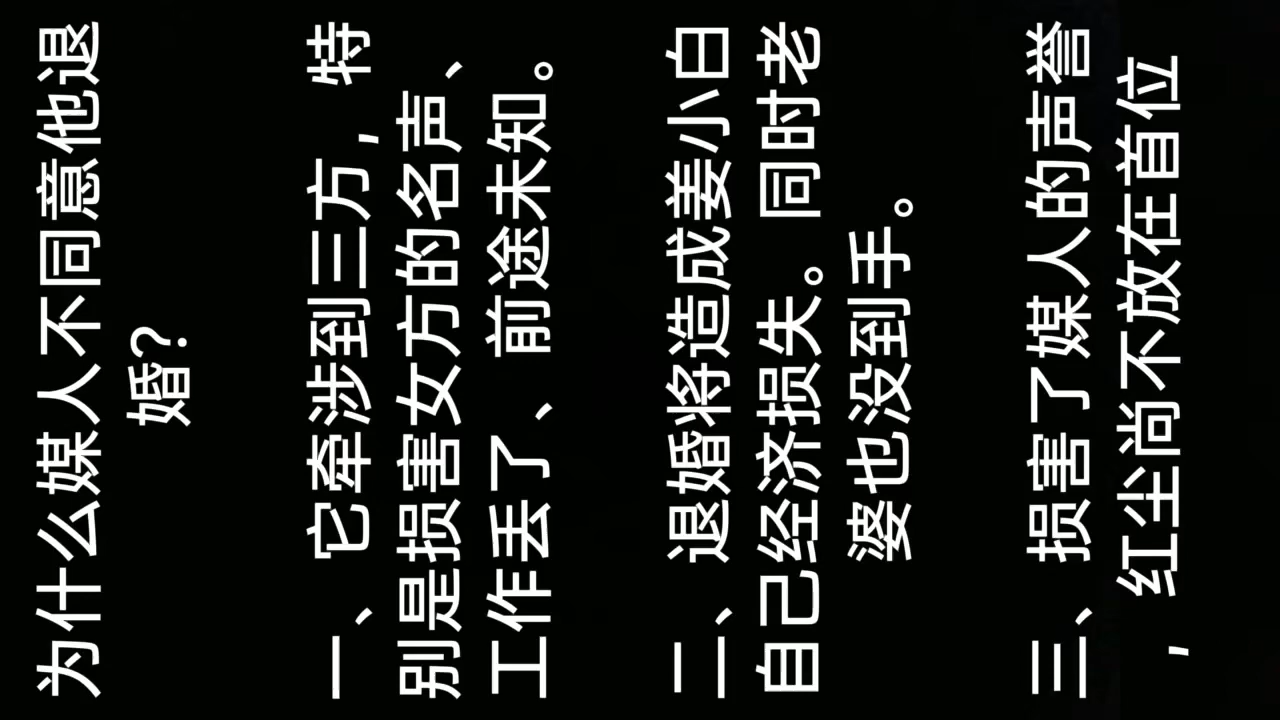 为什么媒人不同意他退
婚？
一、它牵涉到三方，特
别是损害女方的名声、
工作丢了、前途未知。
二、退婚将造成姜小白
自己经济损失。同时老
婆也没到手。
三、损害了媒人的声誉
，红尘尚不放在首位